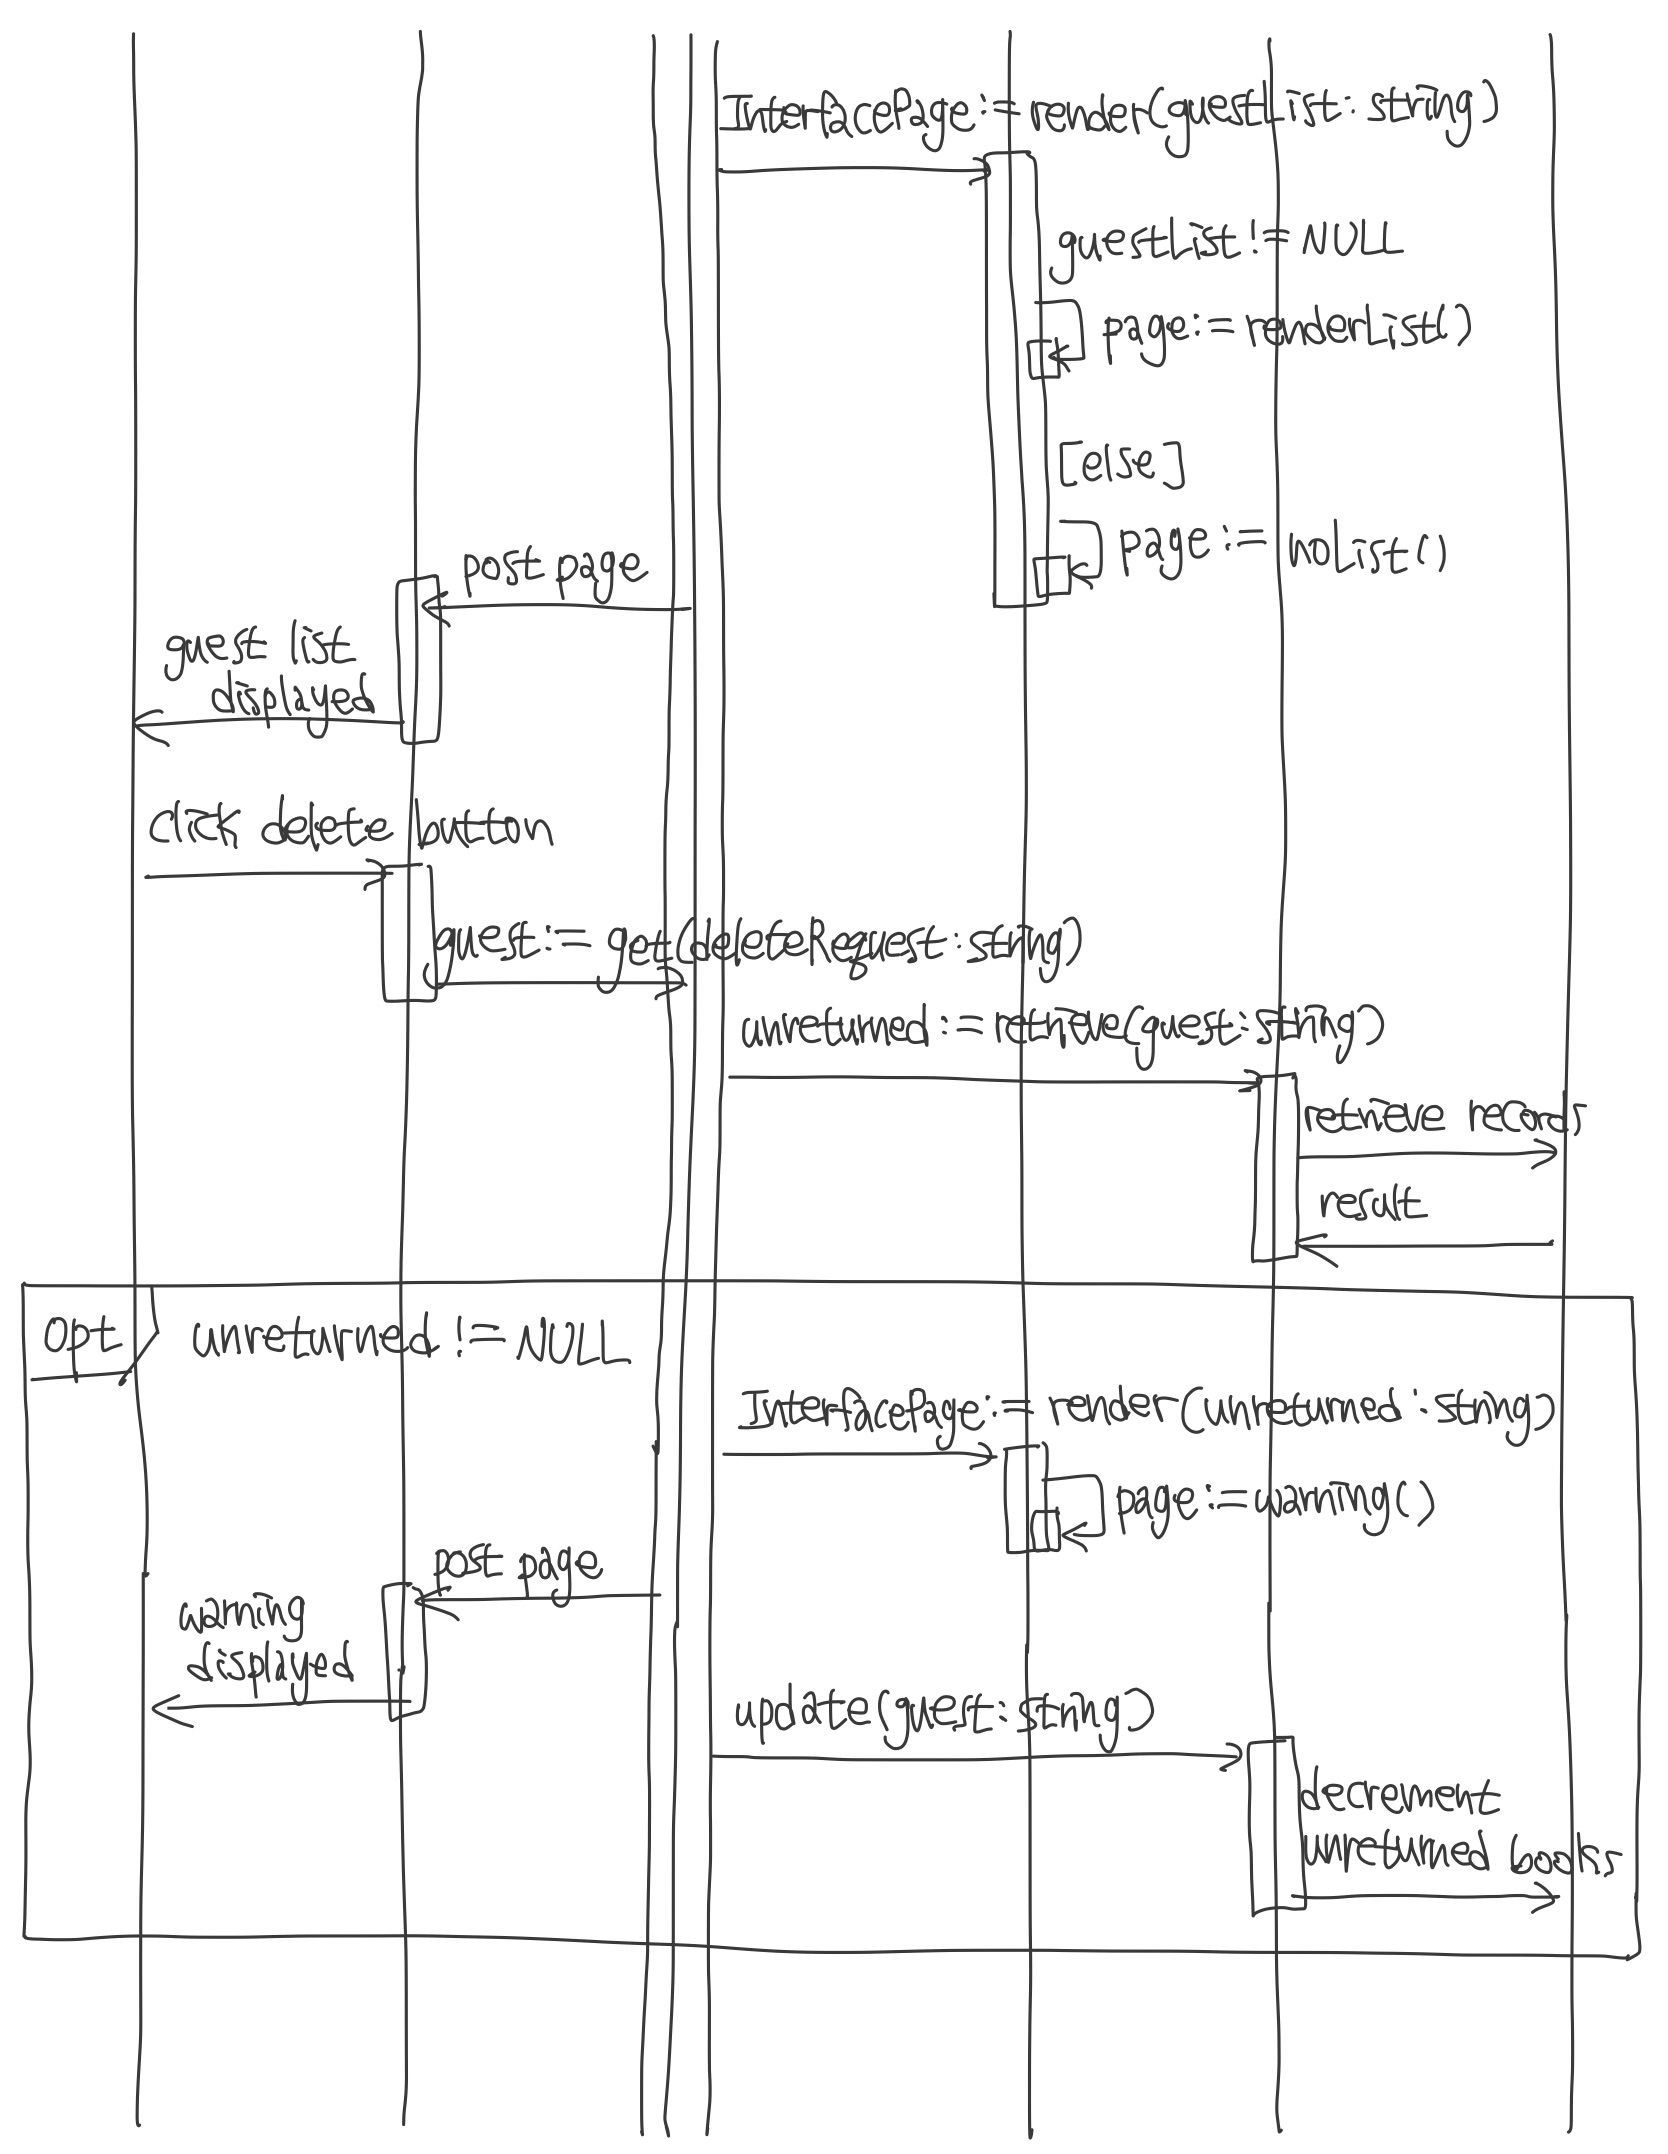 InterfacePage:=render(guestList:string)
guestList!=NULL
page:=renderList()
[else]
page:= noList()
post page
guest list
displayed
click delete button
guest:= get(deleteRequest:string)
unreturned:=retrieve(guest:string)
retrieve records
result
opt unreturned!=NULL
InterfacePage:= render(unreturned:string)
page:=warning()
post page
warning
displayed
update(guest:string)
decrement
unreturned books